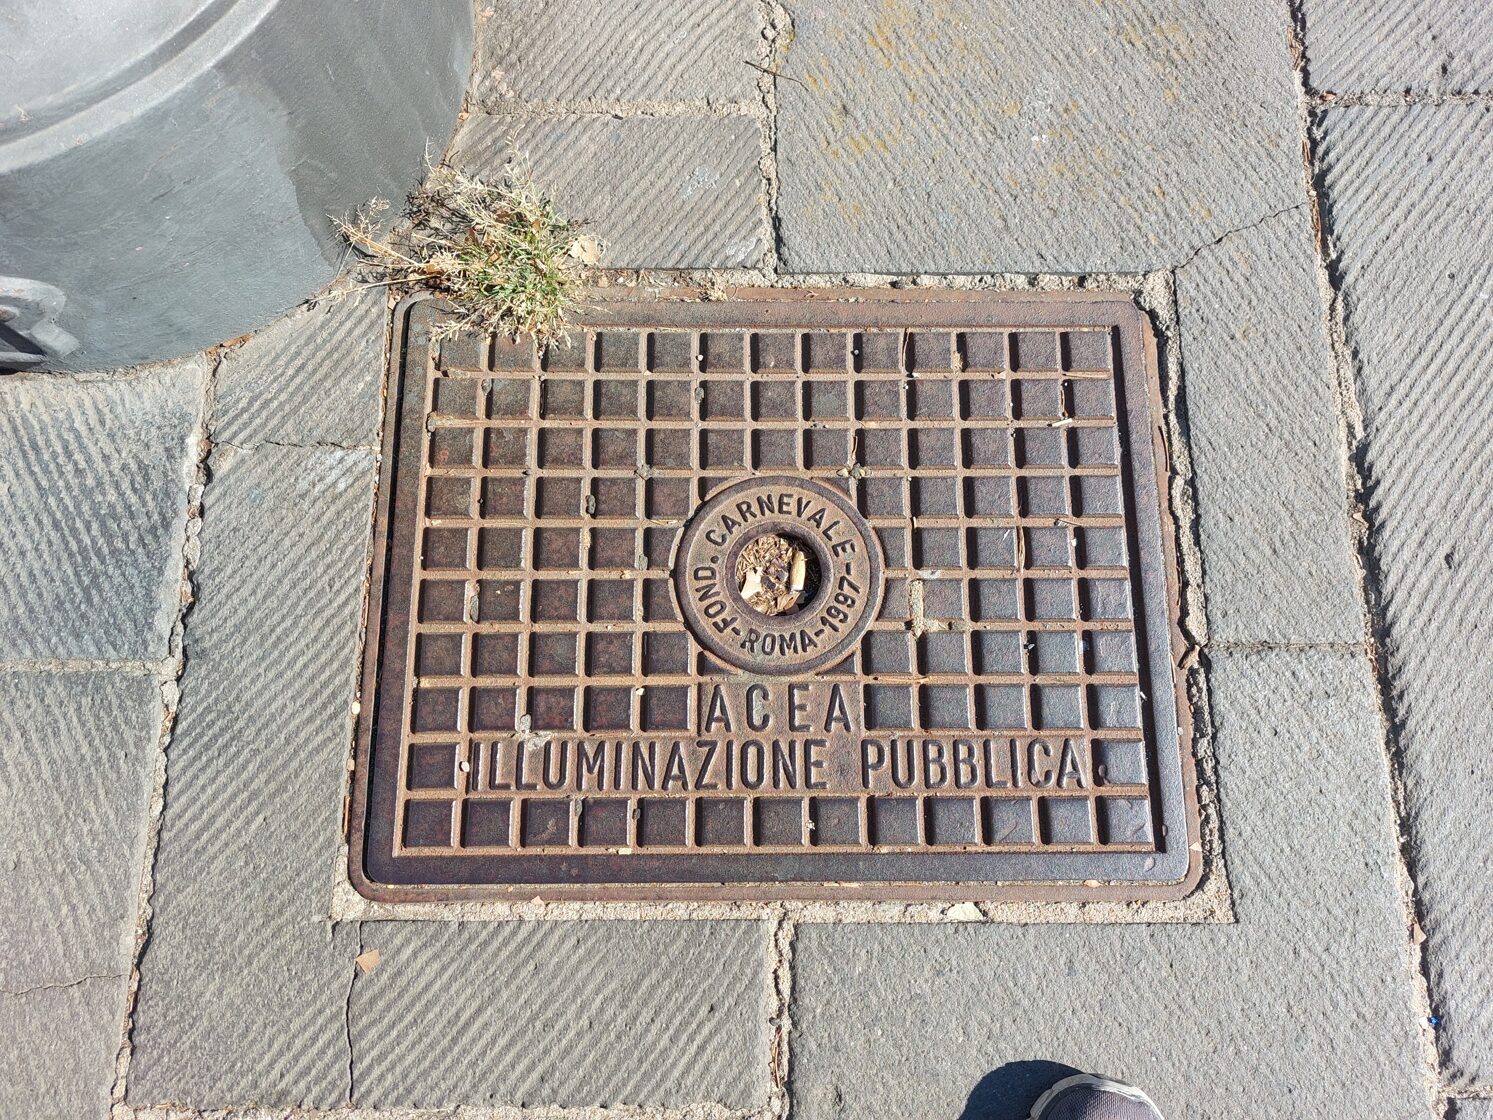 FOND. CARNEVALE - 1997 - ROMA -
ACEA
ILLUMINAZIONE PUBBLICA